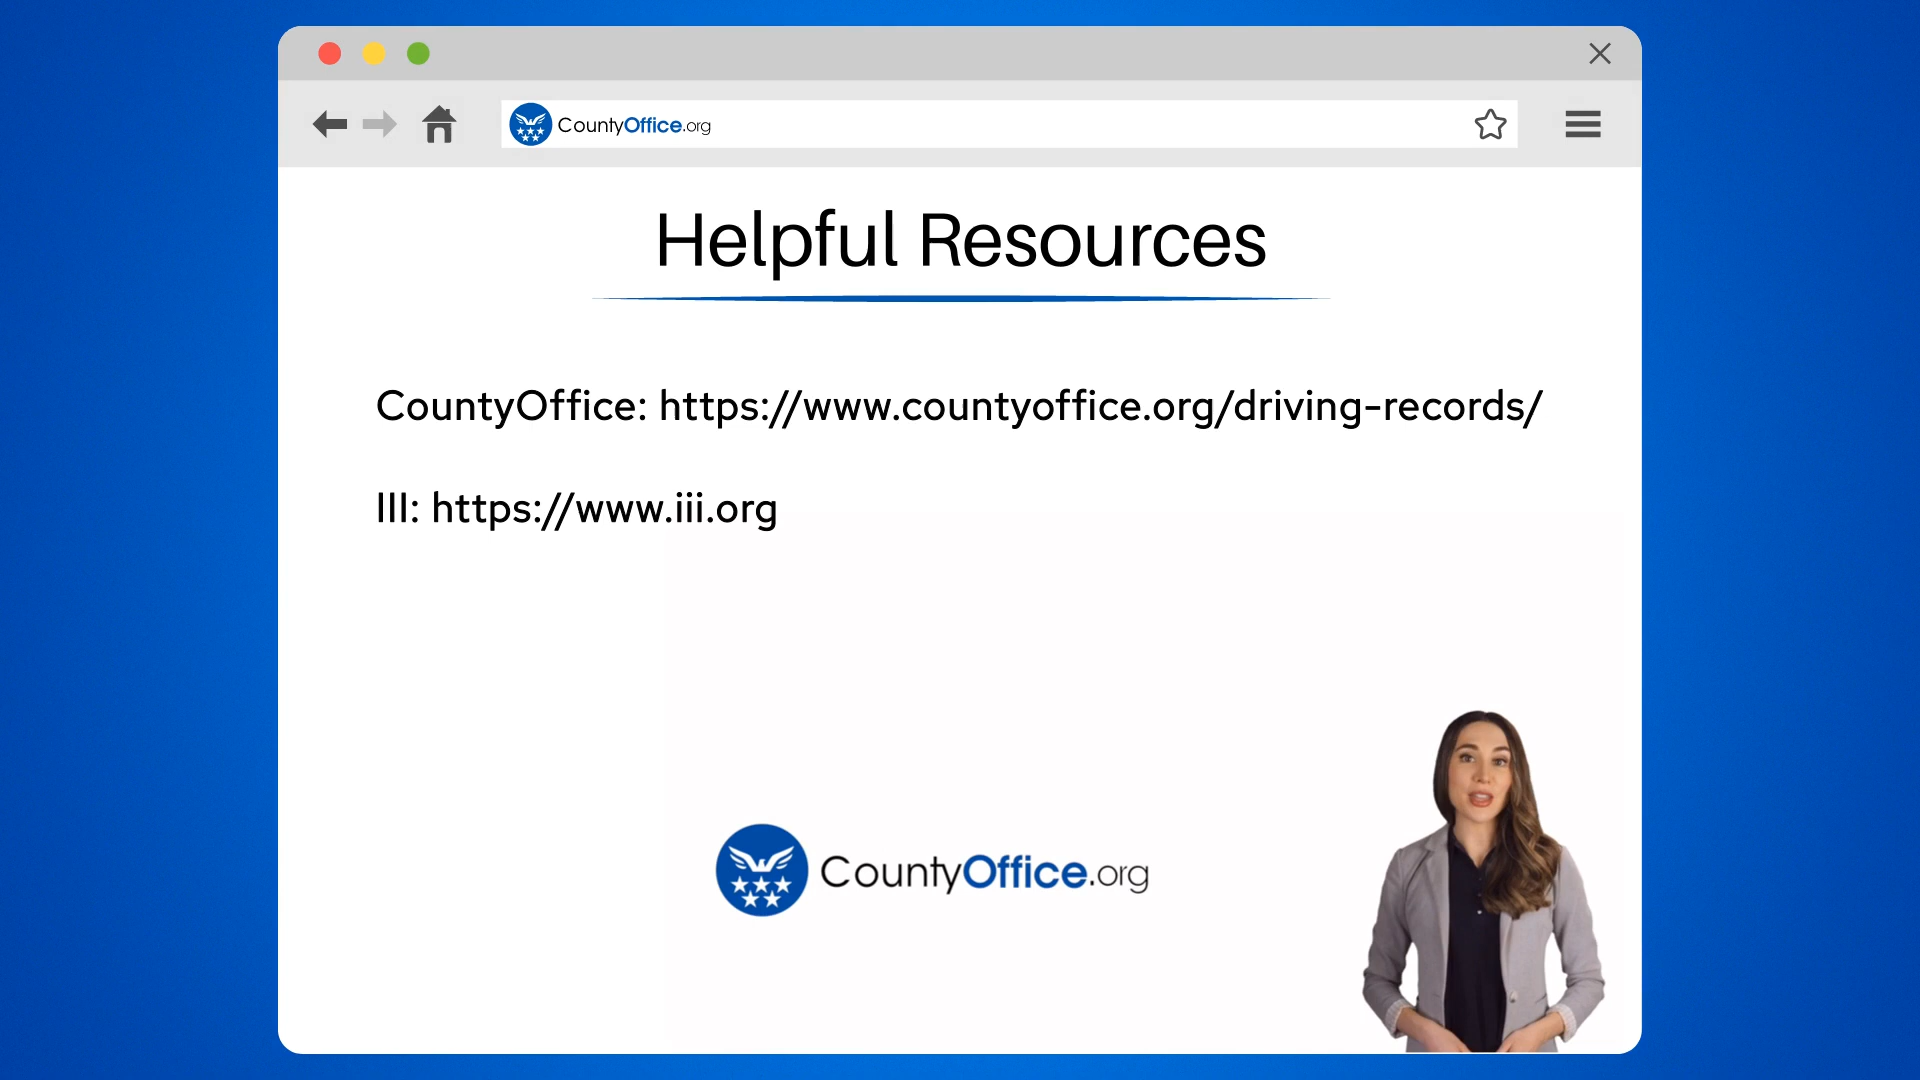 CountyOffice.org
Helpful Resources
CountyOffice: https://www.countyoffice.org/driving-records/
III: https://www.iii.org
CountyOffice.org